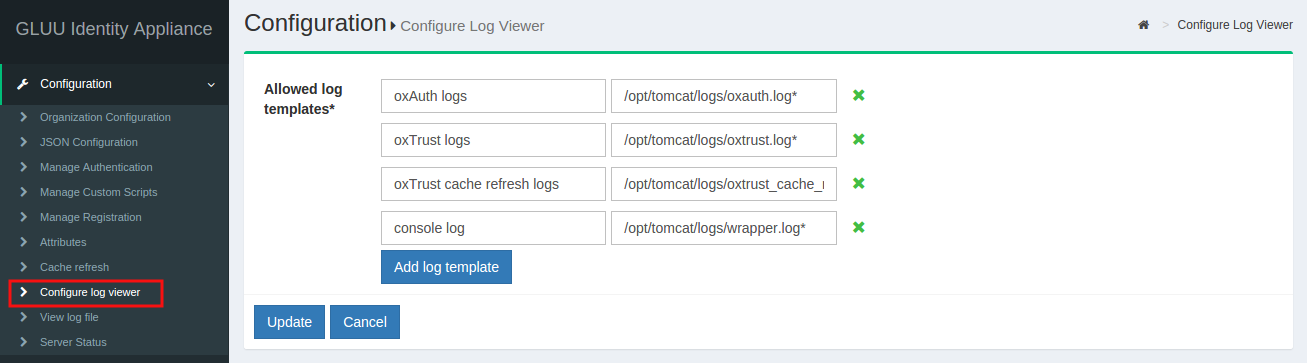 GLUU Identity Appliance
Configuration
Organization Configuration
JSON Configuration
Manage Authentication
Manage Custom Scripts
Manage Registration
Attributes
Cache refresh
Configure log viewer
View log file
Server Status
Configuration Configure Log Viewer
> Configure Log Viewer
Allowed log
templates*
oxAuth logs /opt/tomcat/logs/oxauth.log*
oxTrust logs /opt/tomcat/logs/oxtrust.log*
oxTrust cache refresh logs /opt/tomcat/logs/oxtrust_cache_
console log /opt/tomcat/logs/wrapper.log*
Add log template
Update Cancel